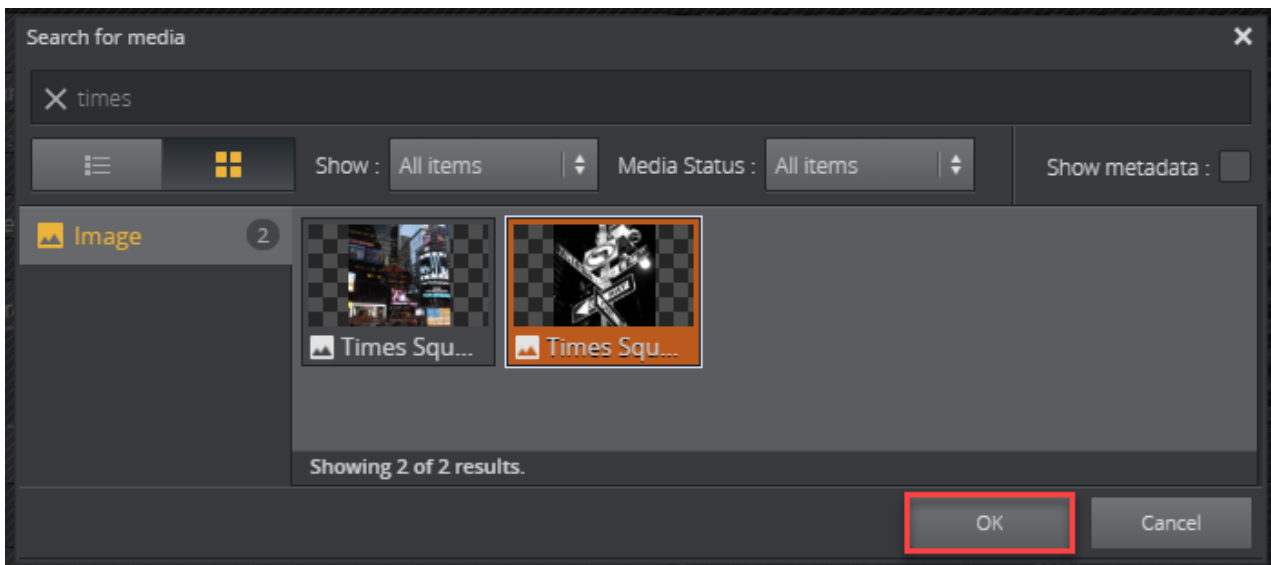 Search for media
times
Show : All items Media Status : All items Show metadata :
Image 2
Times Squ... Times Squ...
Showing 2 of 2 results.
OK Cancel